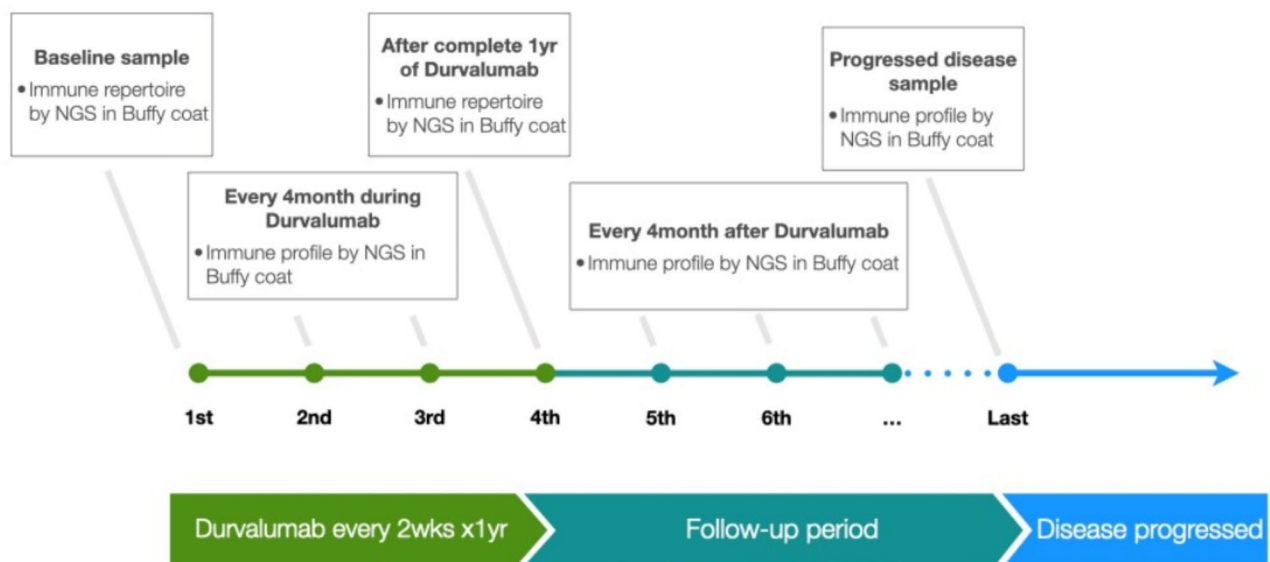 Baseline sample
• Immune repertoire
by NGS in Buffy coat
Every 4month during
Durvalumab
• Immune profile by NGS in
Buffy coat
After complete 1yr
of Durvalumab
• Immune repertoire
by NGS in Buffy coat
Every 4month after Durvalumab
• Immune profile by NGS in Buffy coat
Progressed disease
sample
• Immune profile by
NGS in Buffy coat
1st 2nd 3rd 4th 5th 6th ... Last
Durvalumab every 2wks x1yr
Follow-up period
Disease progressed